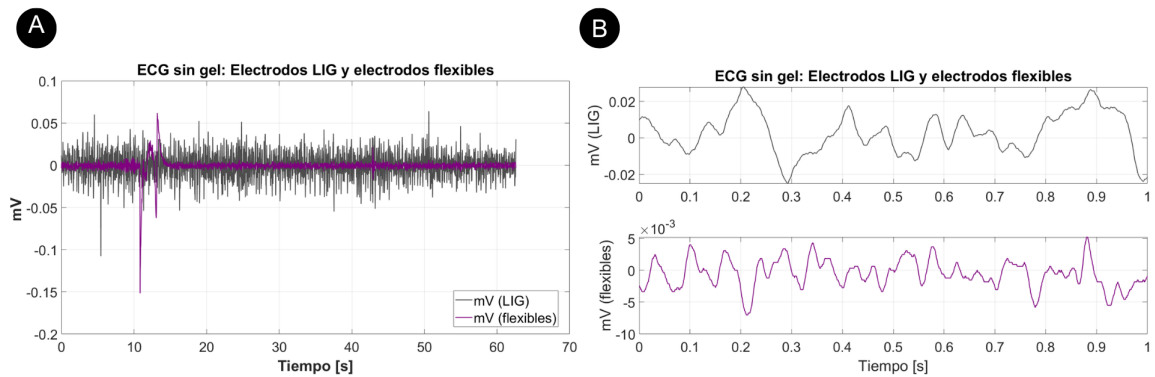 A
ECG sin gel: Electrodos LIG y electrodos flexibles
mV
0.1
0.05
0
-0.05
-0.1
-0.15
-0.2
0 10 20 30 40 50 60 70
Tiempo [s]
mV (LIG)
mV (flexibles)
B
ECG sin gel: Electrodos LIG y electrodos flexibles
mV (LIG)
0.02
0
-0.02
0 0.1 0.2 0.3 0.4 0.5 0.6 0.7 0.8 0.9 1
×10⁻³
mV (flexibles)
5
0
-5
-10
0 0.1 0.2 0.3 0.4 0.5 0.6 0.7 0.8 0.9 1
Tiempo [s]